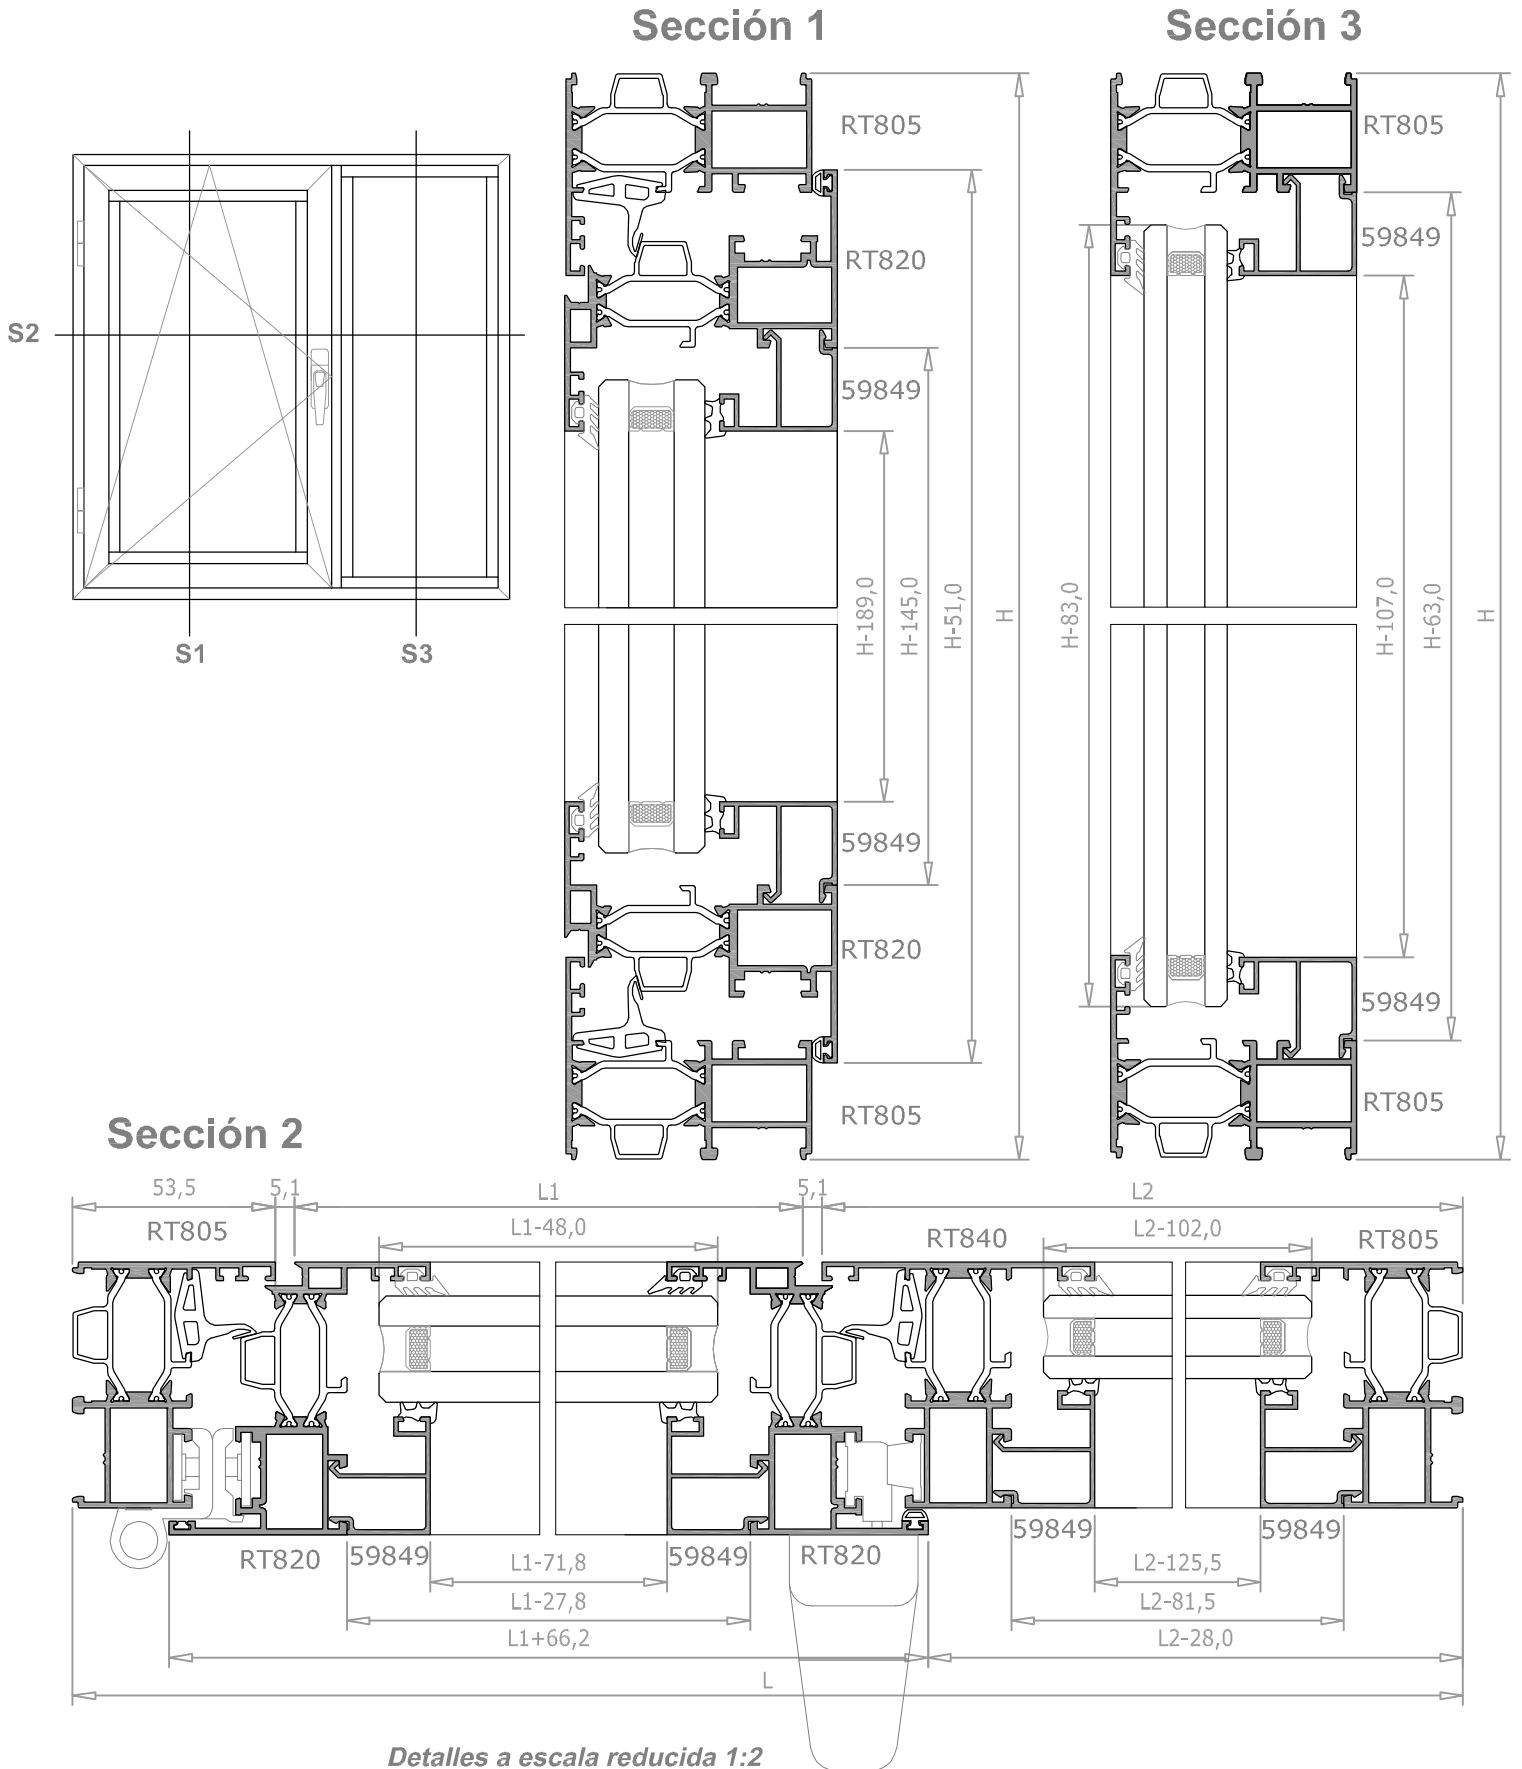 Sección 1
Sección 3
RT805
RT805
59849
RT820
S2
59849
H-189,0
H-145,0
H-51,0
H
H-83,0
H-107,0
H-63,0
H
S1
S3
59849
RT820
59849
RT805
RT805
Sección 2
53,5
5,1
L1
5,1
L2
RT805
L1-48,0
RT840
L2-102,0
RT805
RT820
59849
L1-71,8
59849
RT820
59849
L2-125,5
59849
L1-27,8
L2-81,5
L1+66,2
L2-28,0
L
Detalles a escala reducida 1:2